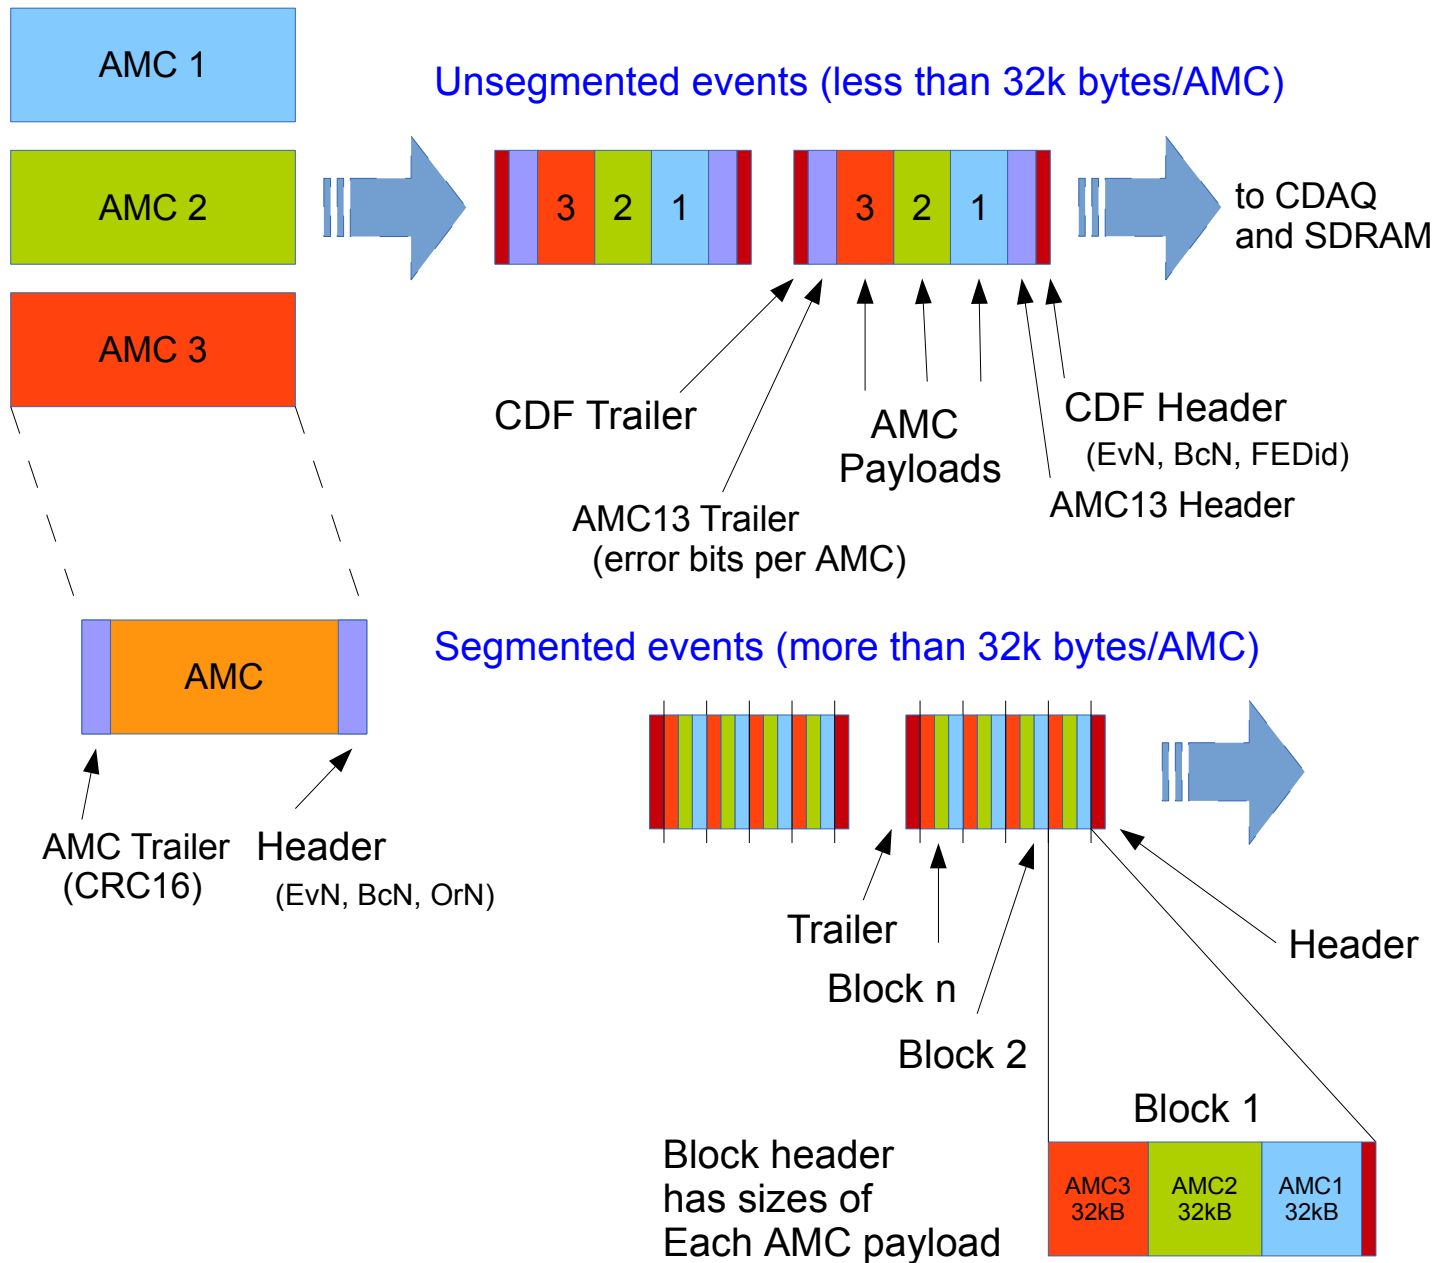 AMC 1
AMC 2
AMC 3
Unsegmented events (less than 32k bytes/AMC)
3 2 1
3 2 1
to CDAQ
and SDRAM
CDF Trailer
AMC13 Trailer
(error bits per AMC)
AMC
Payloads
CDF Header
(EvN, BcN, FEDid)
AMC13 Header
AMC
AMC Trailer
(CRC16)
Header
(EvN, BcN, OrN)
Segmented events (more than 32k bytes/AMC)
Trailer
Block n
Block 2
Header
Block 1
AMC3
32kB
AMC2
32kB
AMC1
32kB
Block header
has sizes of
Each AMC payload